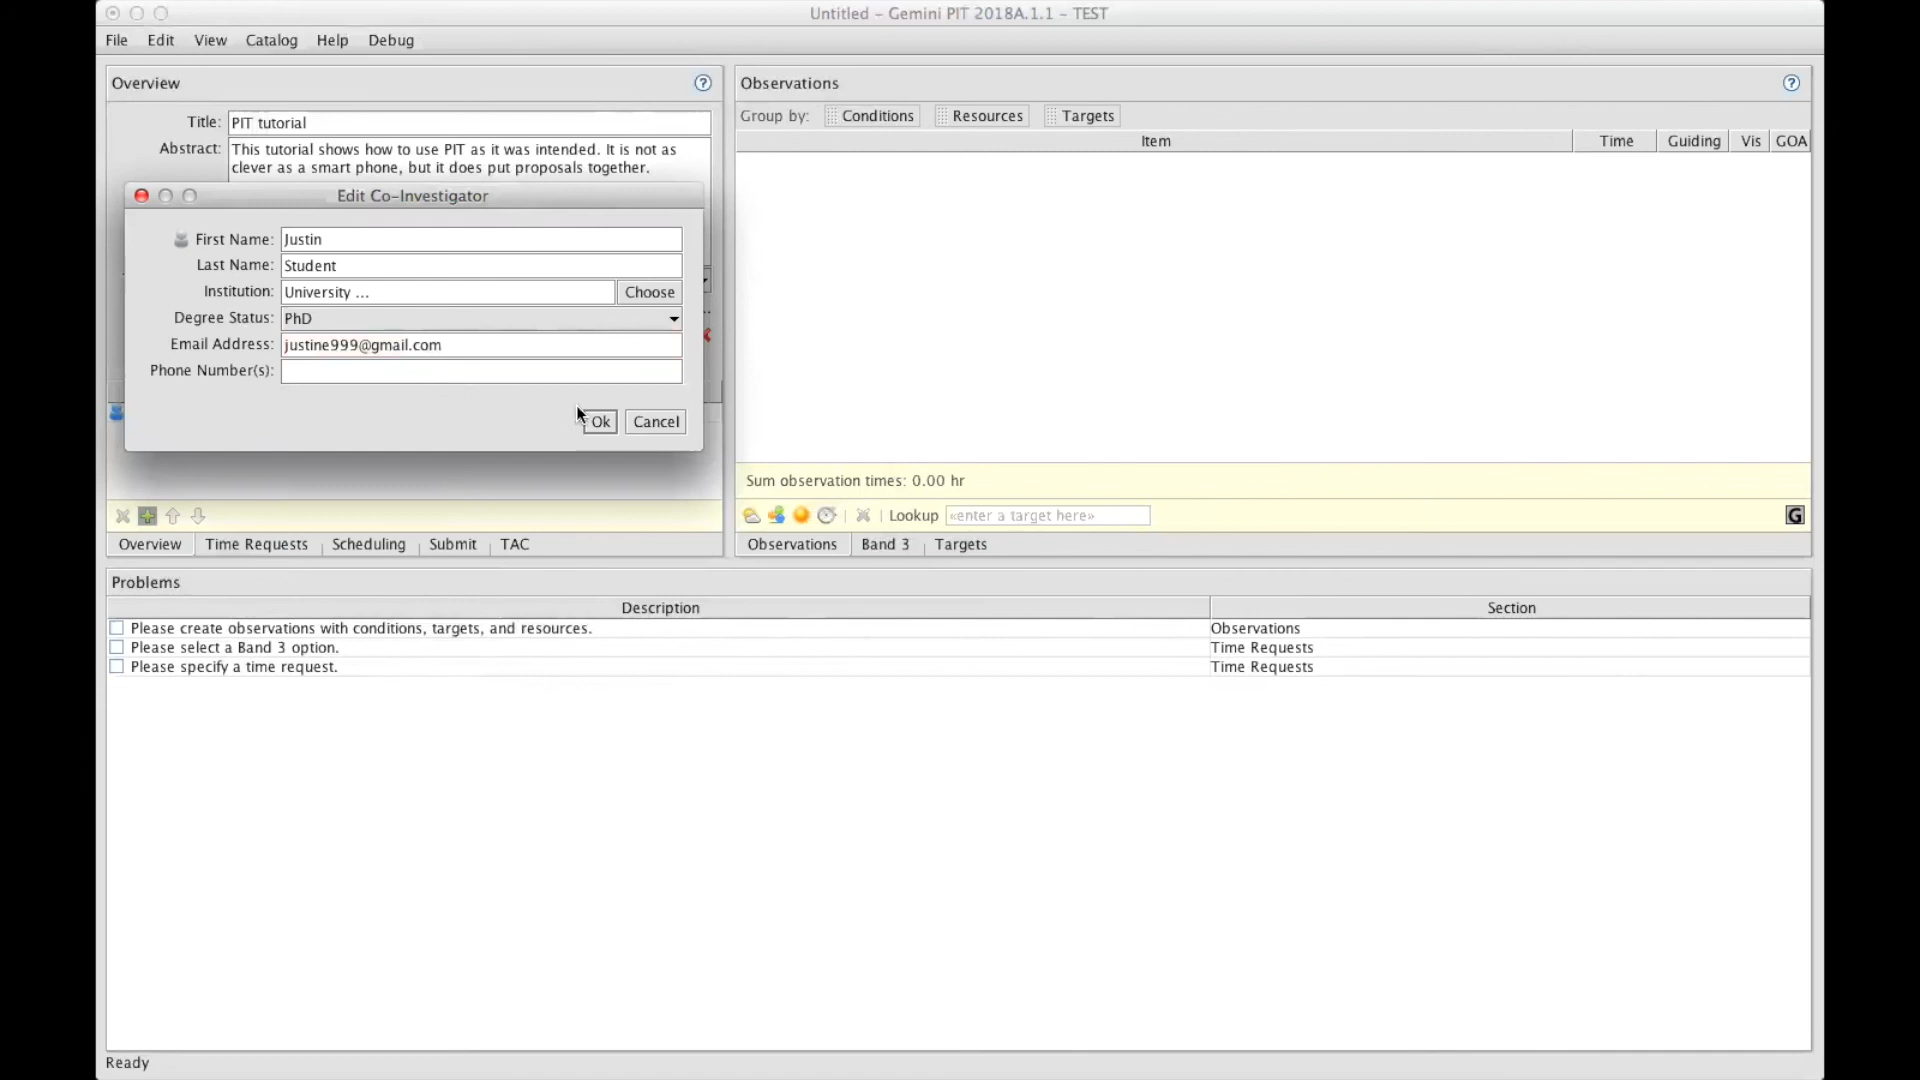 Untitled – Gemini PIT 2018A.1.1 – TEST
File Edit View Catalog Help Debug
Overview
Title: PIT tutorial
Abstract: This tutorial shows how to use PIT as it was intended. It is not as
clever as a smart phone, but it does put proposals together.
Edit Co-Investigator
First Name: Justin
Last Name: Student
Institution: University ... Choose
Degree Status: PhD
Email Address: justine999@gmail.com
Phone Number(s):
Ok Cancel
Overview Time Requests Scheduling Submit TAC
Observations
Group by: Conditions Resources Targets
Item Time Guiding Vis GOA
Sum observation times: 0.00 hr
Lookup «enter a target here» G
Observations Band 3 Targets
Problems
Description Section
Please create observations with conditions, targets, and resources. Observations
Please select a Band 3 option. Time Requests
Please specify a time request. Time Requests
Ready